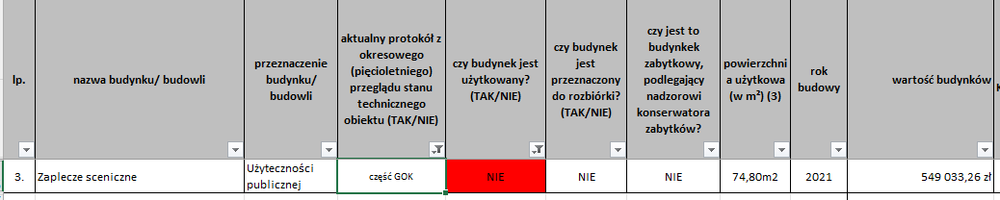 lp.
nazwa budynku/ budowli
przeznaczenie
budynku/
budowli
aktualny protokół z
okresowego
(pięcioletniego)
przeglądu stanu
technicznego
obiektu (TAK/NIE)
czy budynek jest
użytkowany?
(TAK/NIE)
czy budynek
jest
przeznaczony
do rozbiórki?
(TAK/NIE)
czy jest to
budynkek
zabytkowy,
podlegający
nadzorowi
konserwatora
zabytków?
powierzchni
a użytkowa
(w m²) (3)
rok
budowy
wartość budynków
3.
Zaplecze sceniczne
Użyteczności
publicznej
część GOK
NIE
NIE
NIE
74,80m2
2021
549 033,26 zł